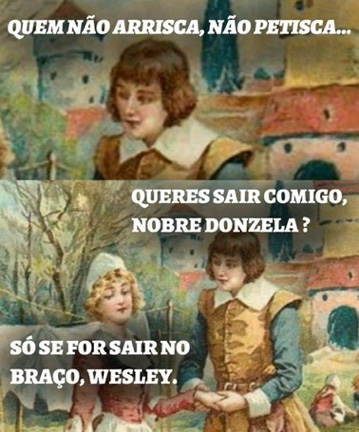 QUEM NÃO ARRISCA, NÃO PETISCA...
QUERES SAIR COMIGO,
NOBRE DONZELA ?
SÓ SE FOR SAIR NO
BRAÇO, WESLEY.